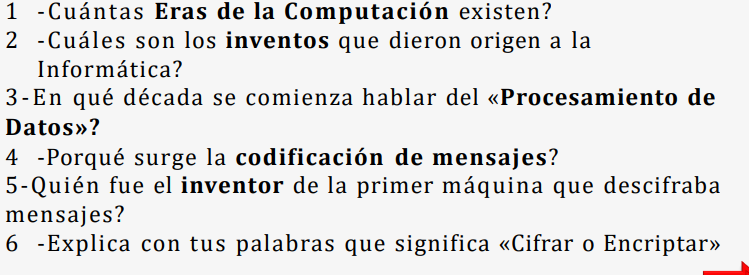 1 -Cuántas Eras de la Computación existen?
2 -Cuáles son los inventos que dieron origen a la
Informática?
3-En qué década se comienza hablar del «Procesamiento de
Datos»?
4 -Porqué surge la codificación de mensajes?
5-Quién fue el inventor de la primer máquina que descifraba
mensajes?
6 -Explica con tus palabras que significa «Cifrar o Encriptar»